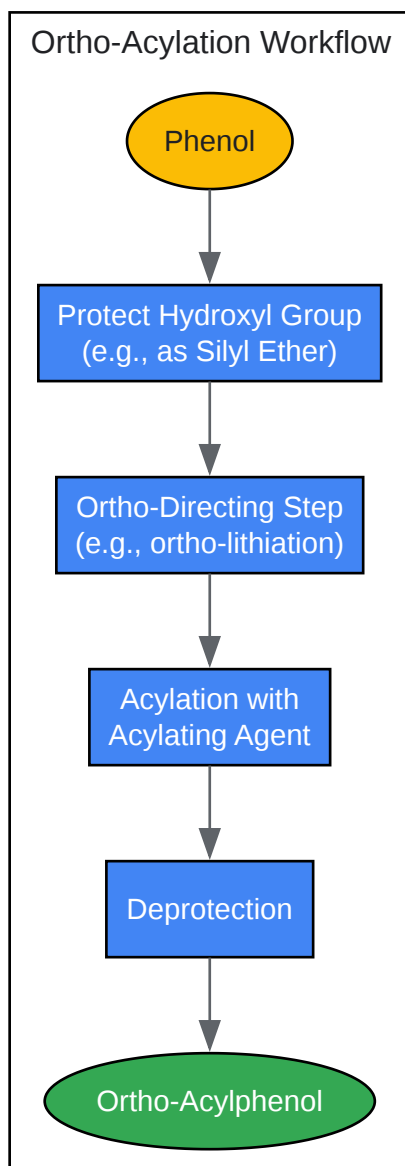 Ortho-Acylation Workflow
Phenol
Protect Hydroxyl Group
(e.g., as Silyl Ether)
Ortho-Directing Step
(e.g., ortho-lithiation)
Acylation with
Acylating Agent
Deprotection
Ortho-Acylphenol